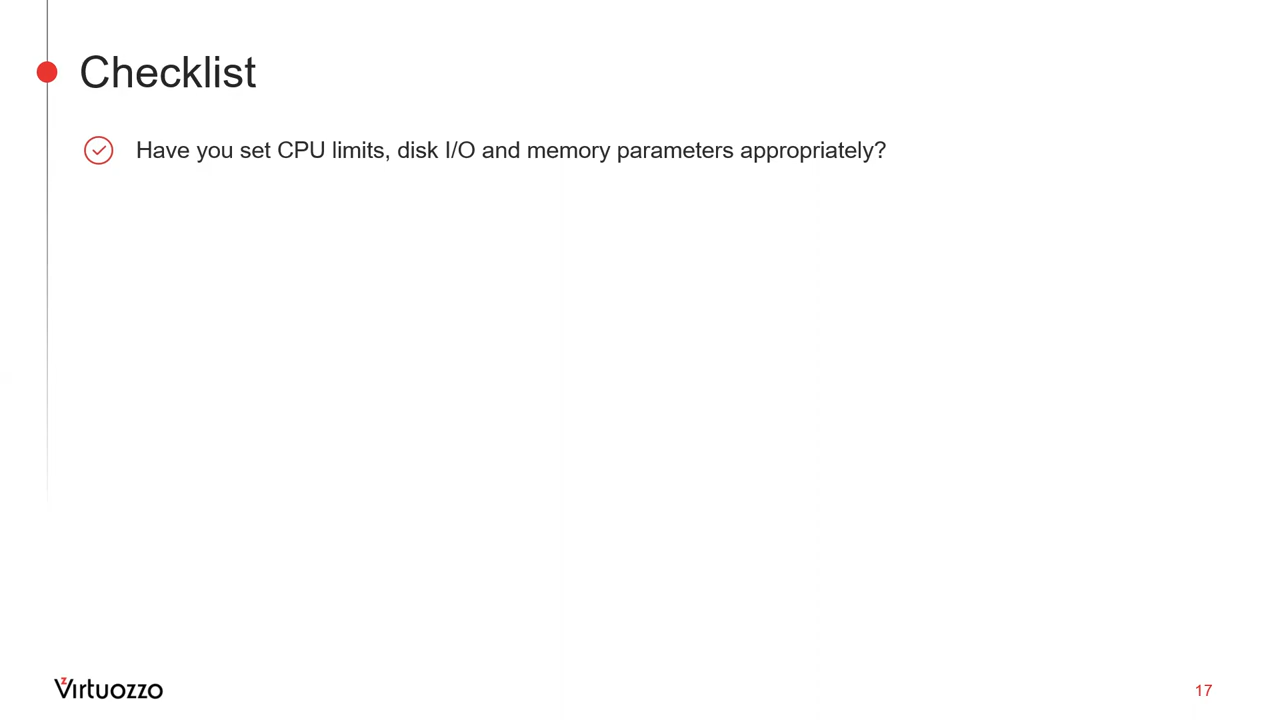 Checklist
Have you set CPU limits, disk I/O and memory parameters appropriately?
Virtuozzo
17